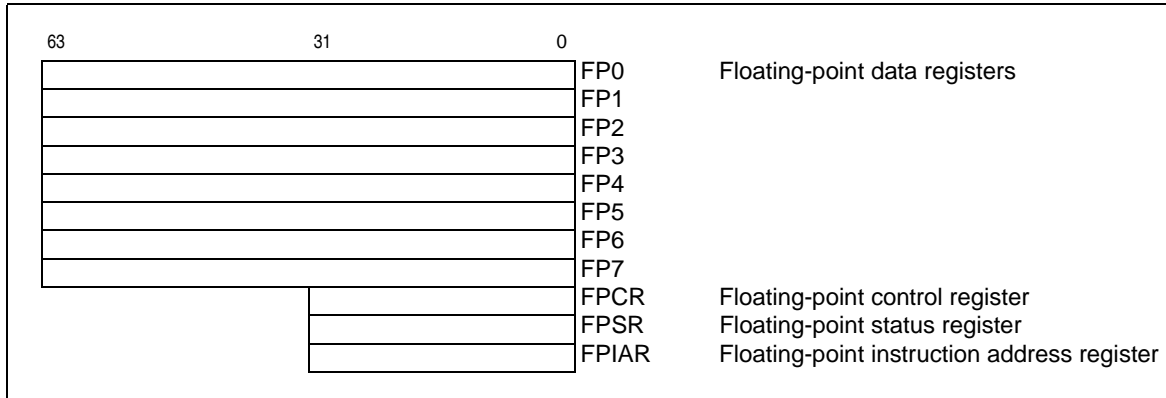 63 31 0
FP0 Floating-point data registers
FP1
FP2
FP3
FP4
FP5
FP6
FP7
FPCR Floating-point control register
FPSR Floating-point status register
FPIAR Floating-point instruction address register